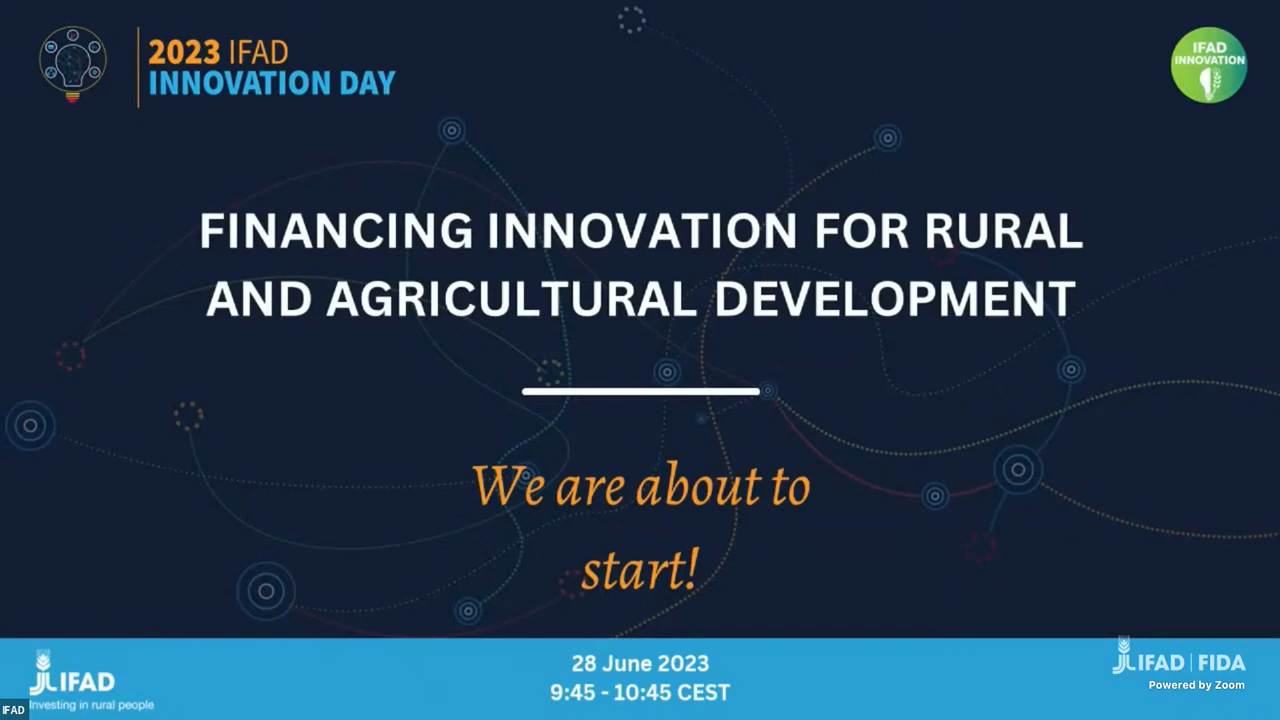 2023 IFAD
INNOVATION DAY
IFAD
INNOVATION
FINANCING INNOVATION FOR RURAL
AND AGRICULTURAL DEVELOPMENT
We are about to
start!
IFAD
Investing in rural people
28 June 2023
9:45 - 10:45 CEST
IFAD | FIDA
Powered by Zoom
IFAD